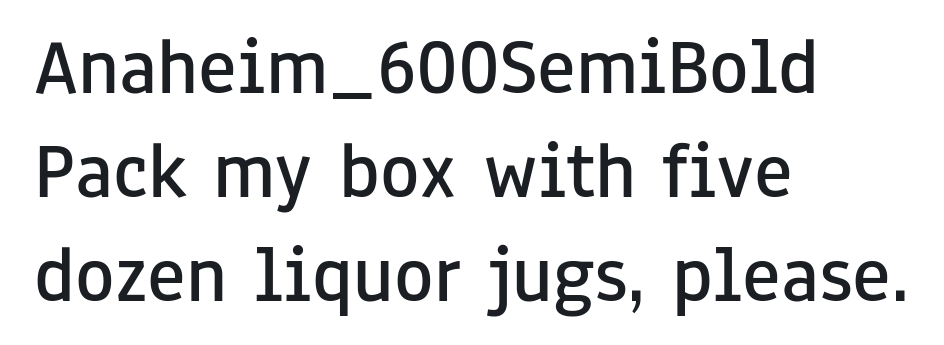 Anaheim_600SemiBold
Pack my box with five
dozen liquor jugs, please.